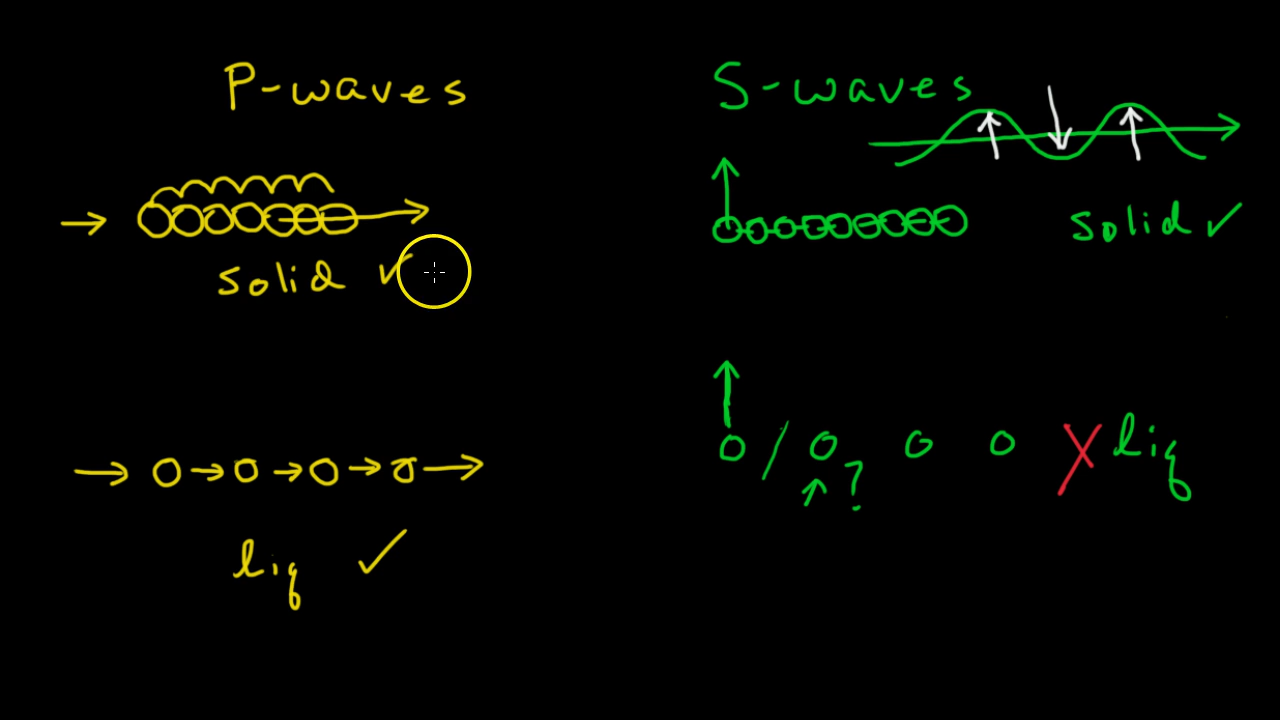 P-waves
solid ✓
liq ✓
S-waves
solid ✓
? X liq